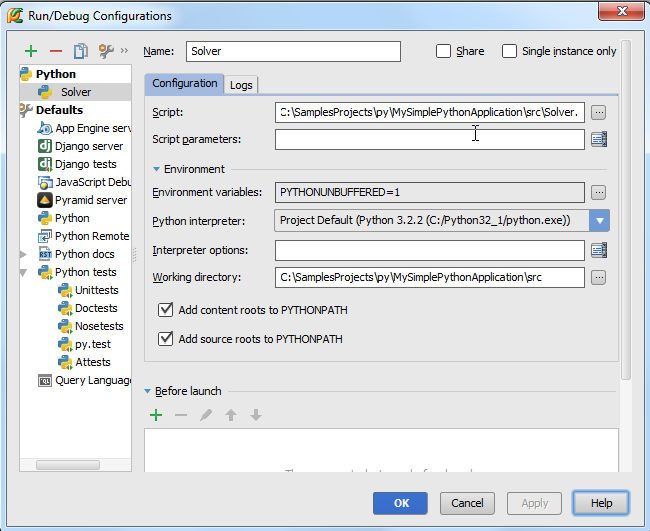 Run/Debug Configurations
Name: Solver
Share
Single instance only
Python
Solver
Defaults
App Engine serv
Django server
Django tests
JavaScript Debu
Pyramid server
Python
Python Remote
Python docs
Python tests
Unittests
Doctests
Nosetests
py.test
Attests
Query Language
Configuration
Logs
Script: C:\SamplesProjects\py\MySimplePythonApplication\src\Solver.
Script parameters:
Environment
Environment variables: PYTHONUNBUFFERED=1
Python interpreter: Project Default (Python 3.2.2 (C:/Python32_1/python.exe))
Interpreter options:
Working directory: C:\SamplesProjects\py\MySimplePythonApplication\src
Add content roots to PYTHONPATH
Add source roots to PYTHONPATH
Before launch
OK
Cancel
Apply
Help